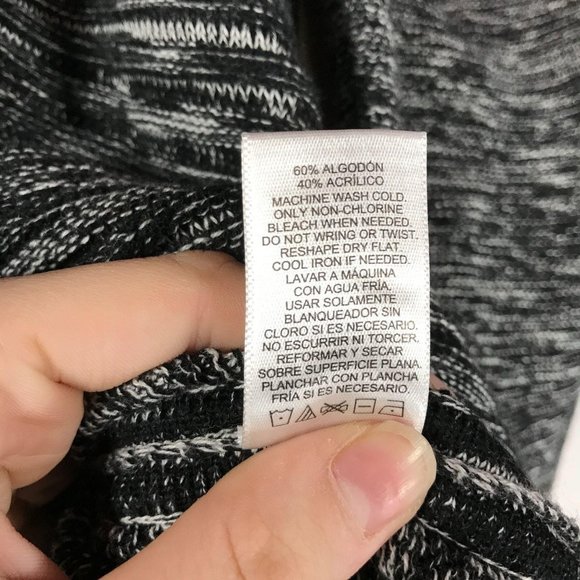 60% ALGODÓN
40% ACRÍLICO
MACHINE WASH COLD.
ONLY NON-CHLORINE
BLEACH WHEN NEEDED.
DO NOT WRING OR TWIST.
RESHAPE DRY FLAT.
COOL IRON IF NEEDED.
LAVAR A MÁQUINA
CON AGUA FRÍA.
USAR SOLAMENTE
BLANQUEADOR SIN
CLORO SI ES NECESARIO.
NO ESCURRIR NI TORCER.
REFORMAR Y SECAR
SOBRE SUPERFICIE PLANA.
PLANCHAR CON PLANCHA
FRÍA SI ES NECESARIO.